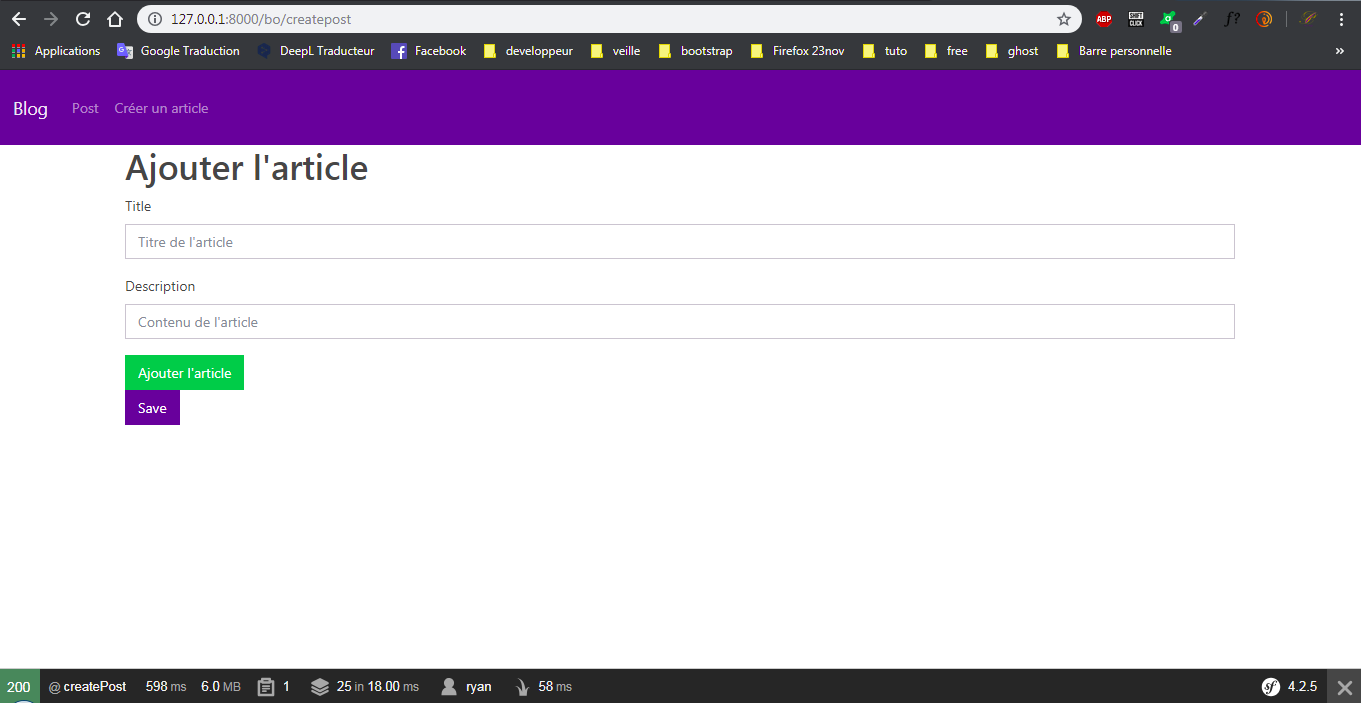 127.0.0.1:8000/bo/createpost
ABP
SHIFT CLICK
0
f?
Applications Google Traduction DeepL Traducteur Facebook developpeur veille bootstrap Firefox 23nov tuto free ghost Barre personnelle »
Blog Post Créer un article
Ajouter l'article
Title
Titre de l'article
Description
Contenu de l'article
Ajouter l'article
Save
200 @ createPost 598 ms 6.0 MB 1 25 in 18.00 ms ryan 58 ms sf 4.2.5